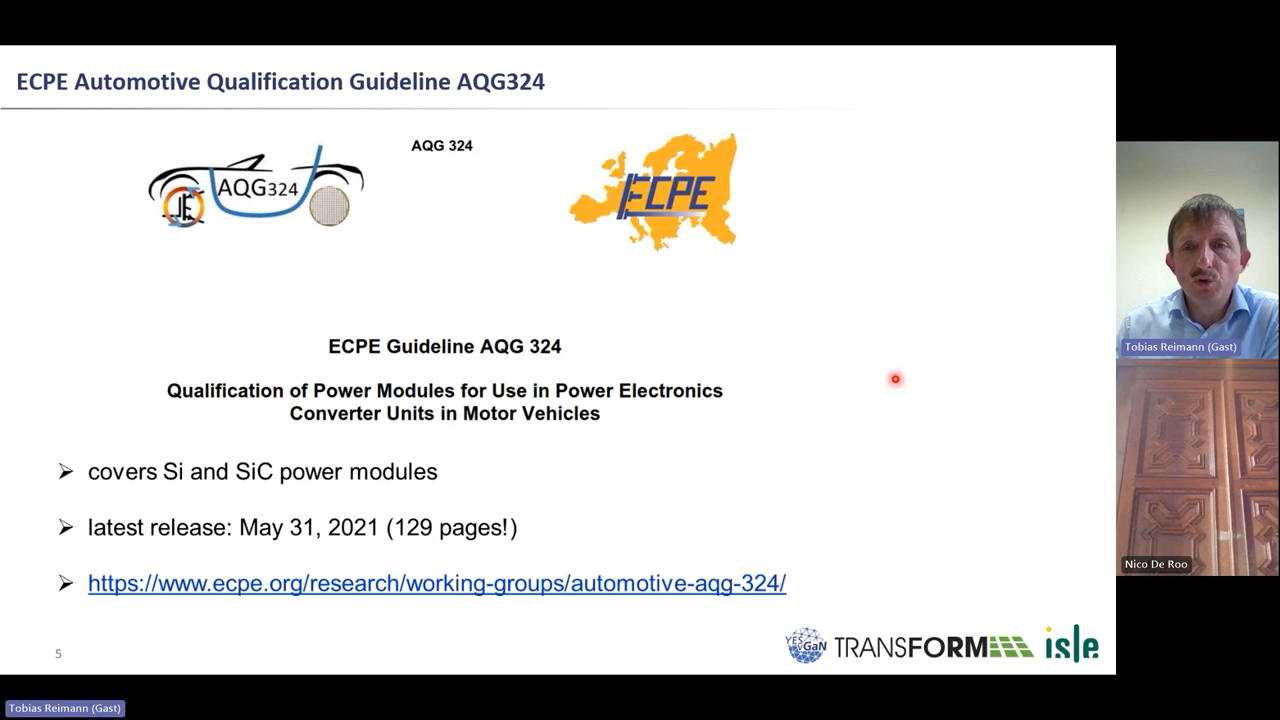 ECPE Automotive Qualification Guideline AQG324
AQG 324
AQG324
ECPE
ECPE Guideline AQG 324
Qualification of Power Modules for Use in Power Electronics
Converter Units in Motor Vehicles
covers Si and SiC power modules
latest release: May 31, 2021 (129 pages!)
https://www.ecpe.org/research/working-groups/automotive-aqg-324/
5
YESvGaN
TRANSFORM
isle
Tobias Reimann (Gast)
Nico De Roo
Tobias Reimann (Gast)